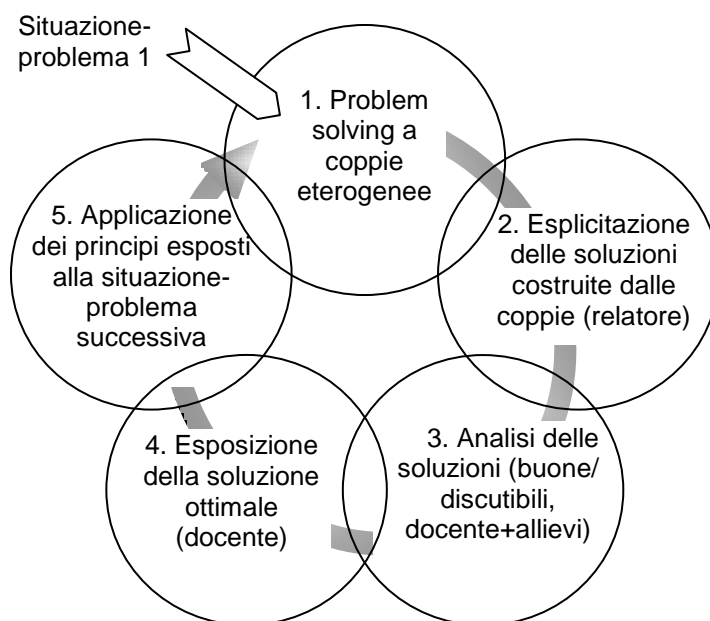 Situazione-
problema 1
1. Problem
solving a
coppie
eterogenee
2. Esplicitazione
delle soluzioni
costruite dalle
coppie (relatore)
3. Analisi delle
soluzioni (buone/
discutibili,
docente+allievi)
4. Esposizione
della soluzione
ottimale
(docente)
5. Applicazione
dei principi esposti
alla situazione-
problema
successiva